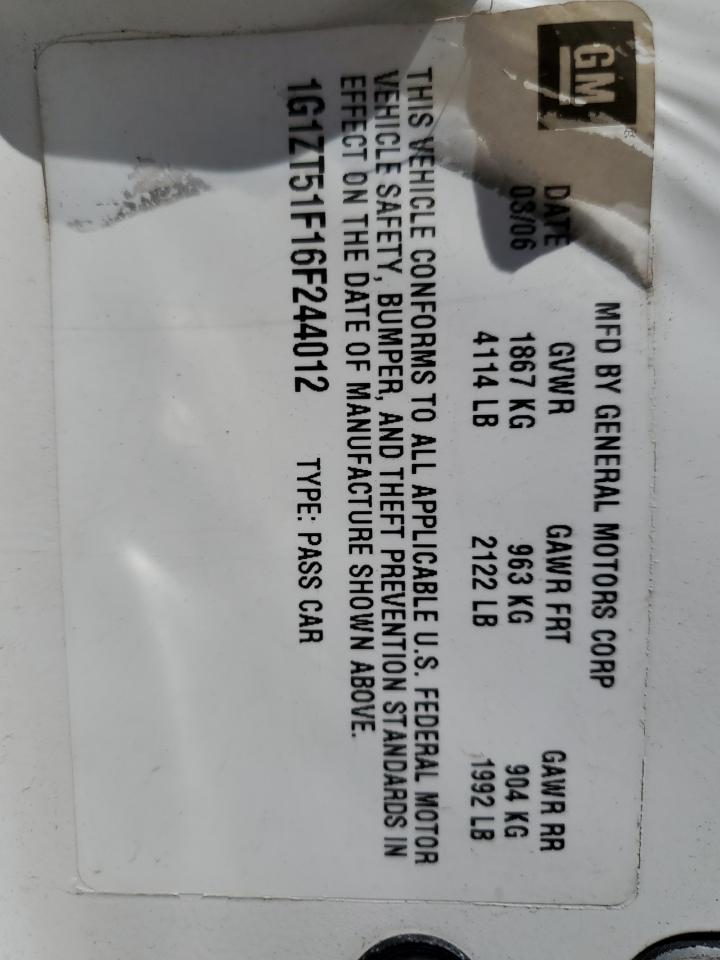 GM
MFD BY GENERAL MOTORS CORP
DATE GVWR GAWR FRT GAWR RR
03/06 1867 KG 963 KG 904 KG
4114 LB 2122 LB 1992 LB
THIS VEHICLE CONFORMS TO ALL APPLICABLE U.S. FEDERAL MOTOR
VEHICLE SAFETY, BUMPER, AND THEFT PREVENTION STANDARDS IN
EFFECT ON THE DATE OF MANUFACTURE SHOWN ABOVE.
1G1ZT51F16F244012 TYPE: PASS CAR